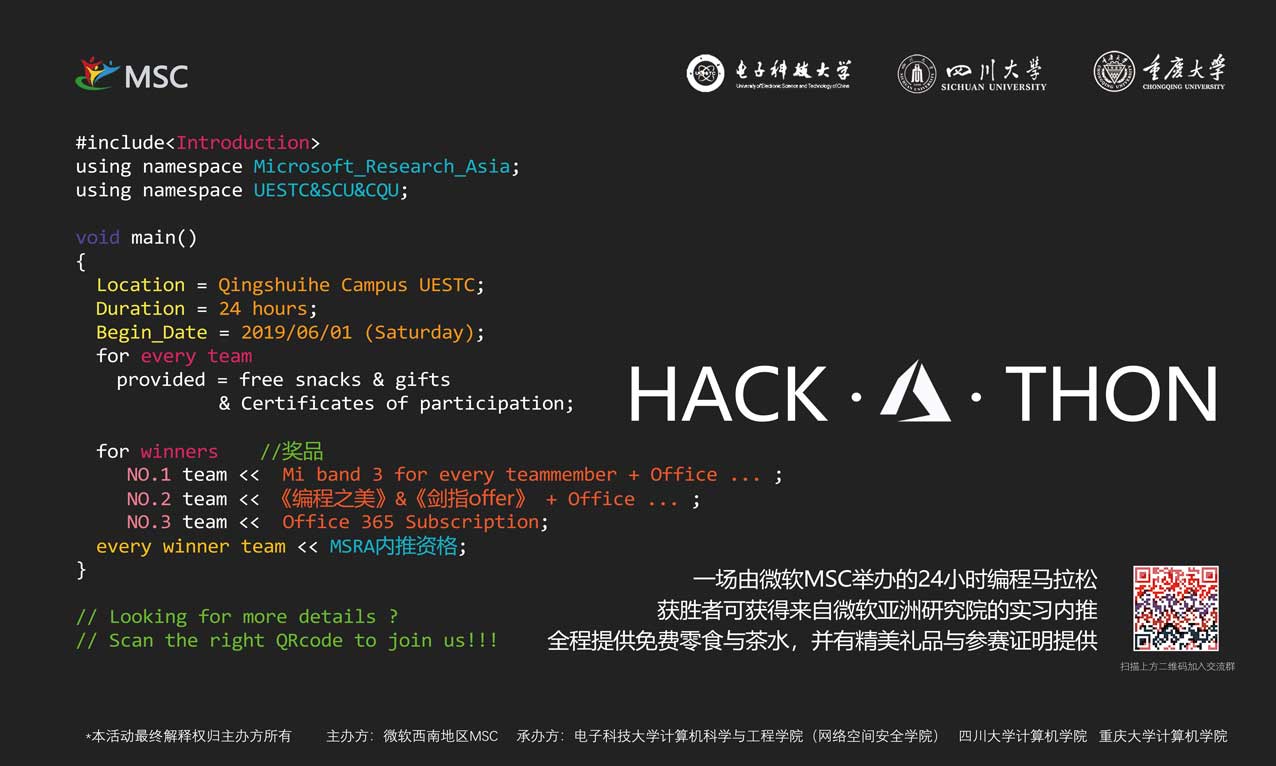 MSC
电子科技大学
University of Electronic Science and Technology of China
四川大学
SICHUAN UNIVERSITY
重庆大学
CHONGQING UNIVERSITY
#include<Introduction>
using namespace Microsoft_Research_Asia;
using namespace UESTC&SCU&CQU;
void main()
{
Location = Qingshuihe Campus UESTC;
Duration = 24 hours;
Begin_Date = 2019/06/01 (Saturday);
for every team
provided = free snacks & gifts
& Certificates of participation;
for winners //奖品
NO.1 team << Mi band 3 for every teammember + Office ... ;
NO.2 team << 《编程之美》&《剑指offer》 + Office ... ;
NO.3 team << Office 365 Subscription;
every winner team << MSRA内推资格;
}
// Looking for more details ?
// Scan the right QRcode to join us!!!
HACK · A · THON
一场由微软MSC举办的24小时编程马拉松
获胜者可获得来自微软亚洲研究院的实习内推
全程提供免费零食与茶水，并有精美礼品与参赛证明提供
扫描上方二维码加入交流群
*本活动最终解释权归主办方所有 主办方：微软西南地区MSC 承办方：电子科技大学计算机科学与工程学院（网络空间安全学院） 四川大学计算机学院 重庆大学计算机学院